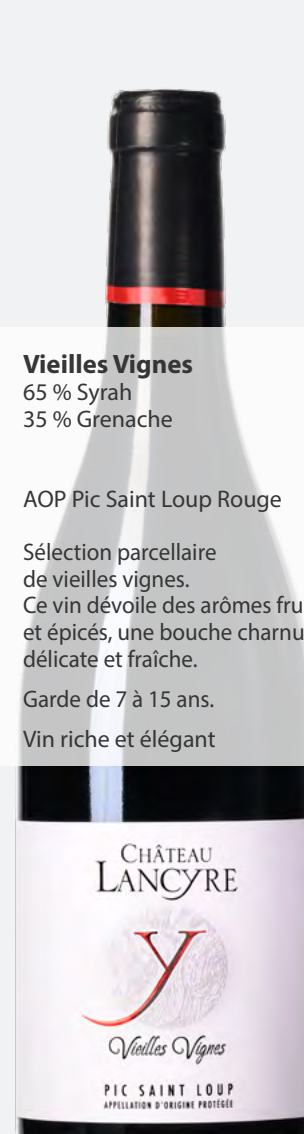 Vieilles Vignes
65 % Syrah
35 % Grenache
AOP Pic Saint Loup Rouge
Sélection parcellaire
de vieilles vignes.
Ce vin dévoile des arômes fru
et épicés, une bouche charnu
délicate et fraîche.
Garde de 7 à 15 ans.
Vin riche et élégant
CHÂTEAU
LANCYRE
y
Vieilles Vignes
PIC SAINT LOUP
APPELLATION D'ORIGINE PROTÉGÉE